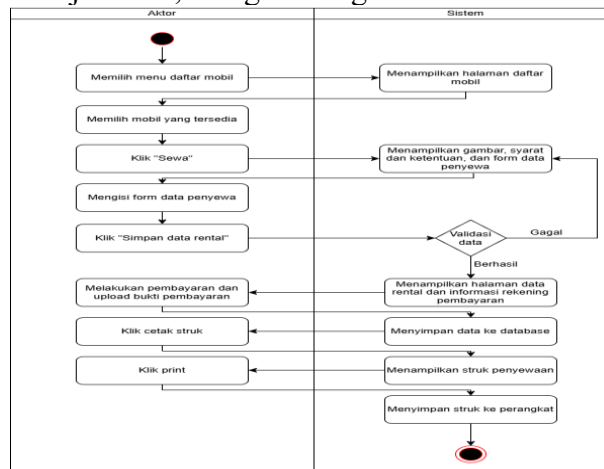 Aktor
Sistem
Memilih menu daftar mobil
Menampilkan halaman daftar
mobil
Memilih mobil yang tersedia
Klik "Sewa"
Menampilkan gambar, syarat
dan ketentuan, dan form data
penyewa
Mengisi form data penyewa
Klik "Simpan data rental"
Validasi
data
Gagal
Berhasil
Melakukan pembayaran dan
upload bukti pembayaran
Menampilkan halaman data
rental dan informasi rekening
pembayaran
Klik cetak struk
Menyimpan data ke database
Klik print
Menampilkan struk penyewaan
Menyimpan struk ke perangkat